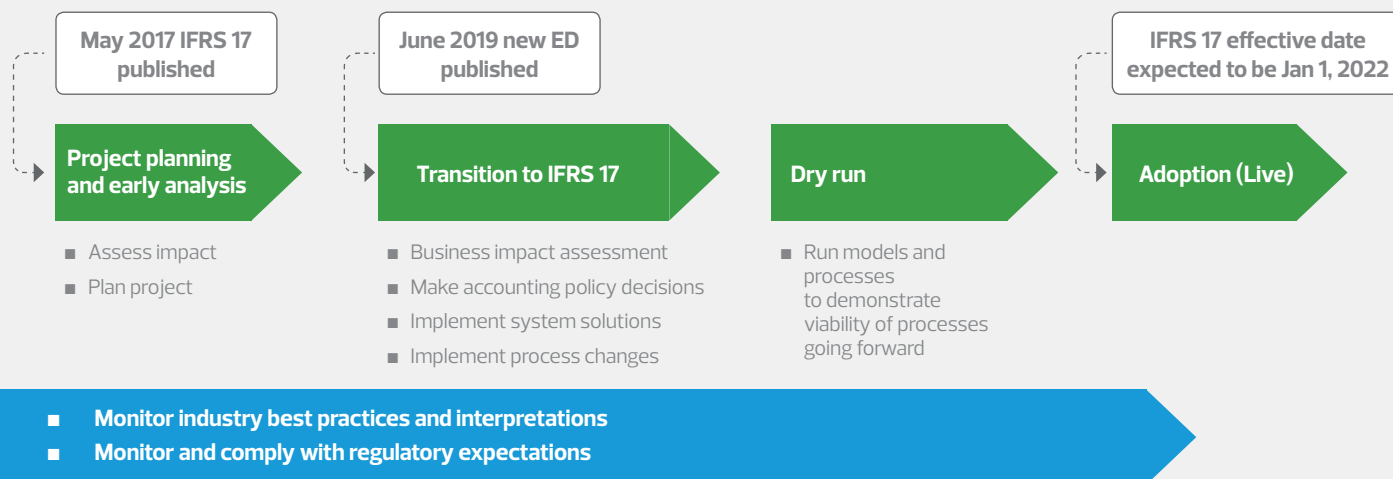 May 2017 IFRS 17
published
June 2019 new ED
published
IFRS 17 effective date
expected to be Jan 1, 2022
Project planning
and early analysis
Transition to IFRS 17
Dry run
Adoption (Live)
■ Assess impact
■ Plan project
■ Business impact assessment
■ Make accounting policy decisions
■ Implement system solutions
■ Implement process changes
■ Run models and
processes
to demonstrate
viability of processes
going forward
■ Monitor industry best practices and interpretations
■ Monitor and comply with regulatory expectations